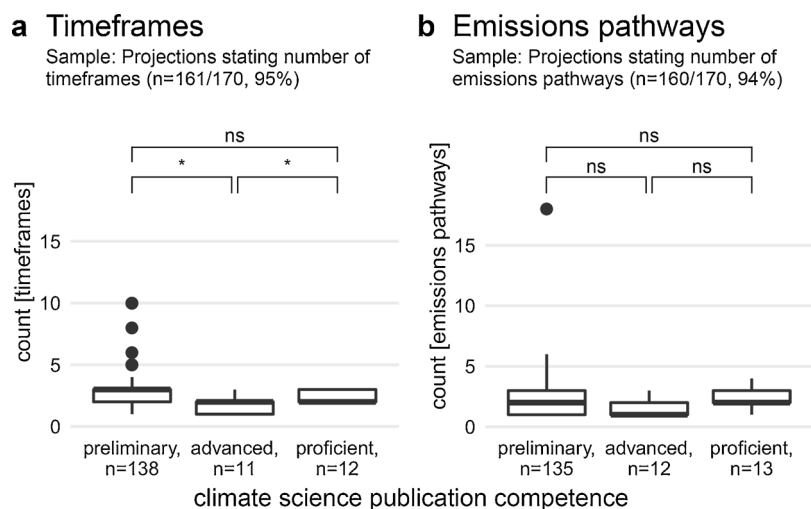 a Timeframes
Sample: Projections stating number of
timeframes (n=161/170, 95%)
ns
*
*
count [timeframes]
15
10
5
0
preliminary,
n=138
advanced,
n=11
proficient,
n=12
b Emissions pathways
Sample: Projections stating number of
emissions pathways (n=160/170, 94%)
ns
ns
ns
count [emissions pathways]
15
10
5
0
preliminary,
n=135
advanced,
n=12
proficient,
n=13
climate science publication competence